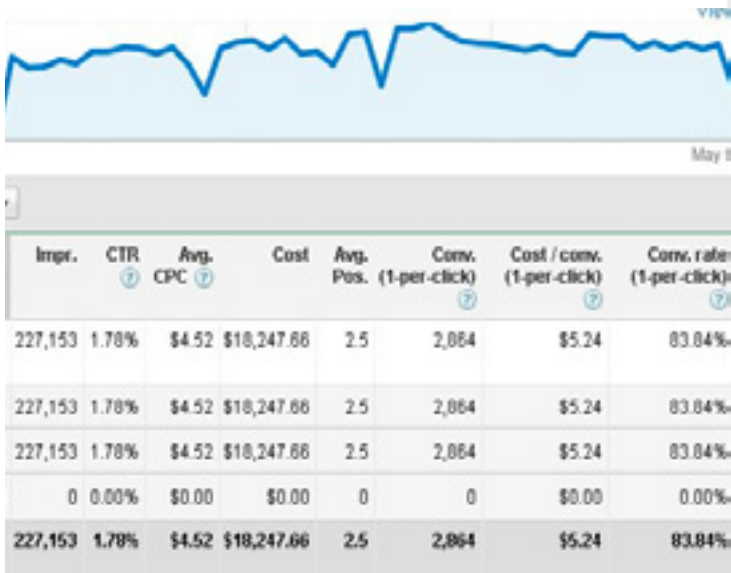 View
May
Impr. CTR Avg. Cost Avg. Conv. Cost / conv. Conv. rate
? CPC ? Pos. (1-per-click) (1-per-click) (1-per-click)
? ? ?
227,153 1.78% $4.52 $18,247.66 2.5 2,864 $5.24 83.84%
227,153 1.78% $4.52 $18,247.66 2.5 2,864 $5.24 83.84%
227,153 1.78% $4.52 $18,247.66 2.5 2,864 $5.24 83.84%
0 0.00% $0.00 $0.00 0 0 $0.00 0.00%
227,153 1.78% $4.52 $18,247.66 2.5 2,864 $5.24 83.84%